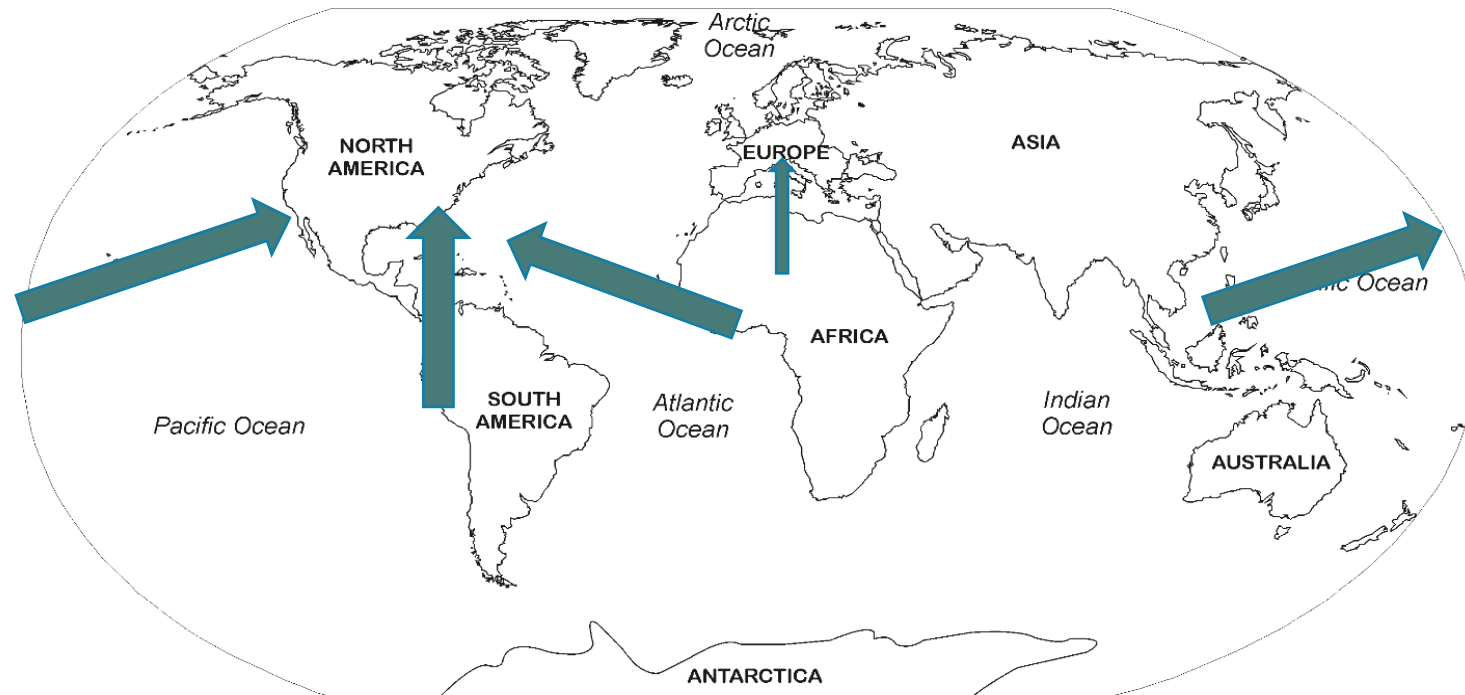 Arctic
Ocean
NORTH
AMERICA
EUROPE
ASIA
Ocean
AFRICA
SOUTH
AMERICA
Atlantic
Ocean
Indian
Ocean
Pacific Ocean
AUSTRALIA
ANTARCTICA